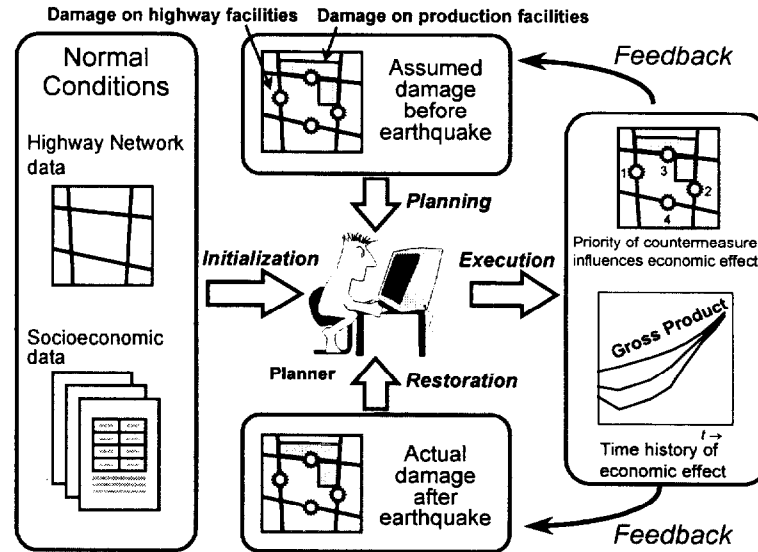 Damage on highway facilities
Damage on production facilities
Normal
Conditions
Highway Network
data
Socioeconomic
data
Assumed
damage
before
earthquake
Feedback
Planning
Initialization
Execution
Planner
Restoration
Actual
damage
after
earthquake
1
3
2
4
Priority of countermeasure
influences economic effect
Gross Product
t →
Time history of
economic effect
Feedback